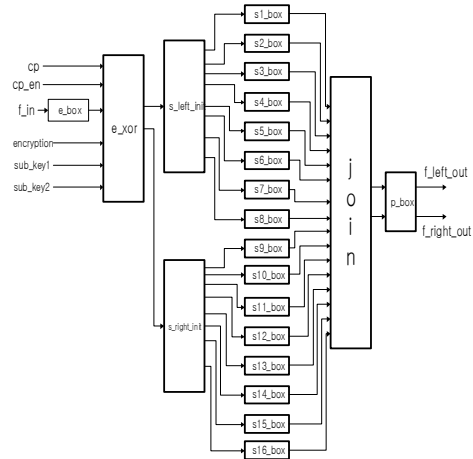 cp
cp_en
f_in
e_box
encryption
sub_key1
sub_key2
e_xor
s_left_init
s_right_init
s1_box
s2_box
s3_box
s4_box
s5_box
s6_box
s7_box
s8_box
s9_box
s10_box
s11_box
s12_box
s13_box
s14_box
s15_box
s16_box
join
p_box
f_left_out
f_right_out